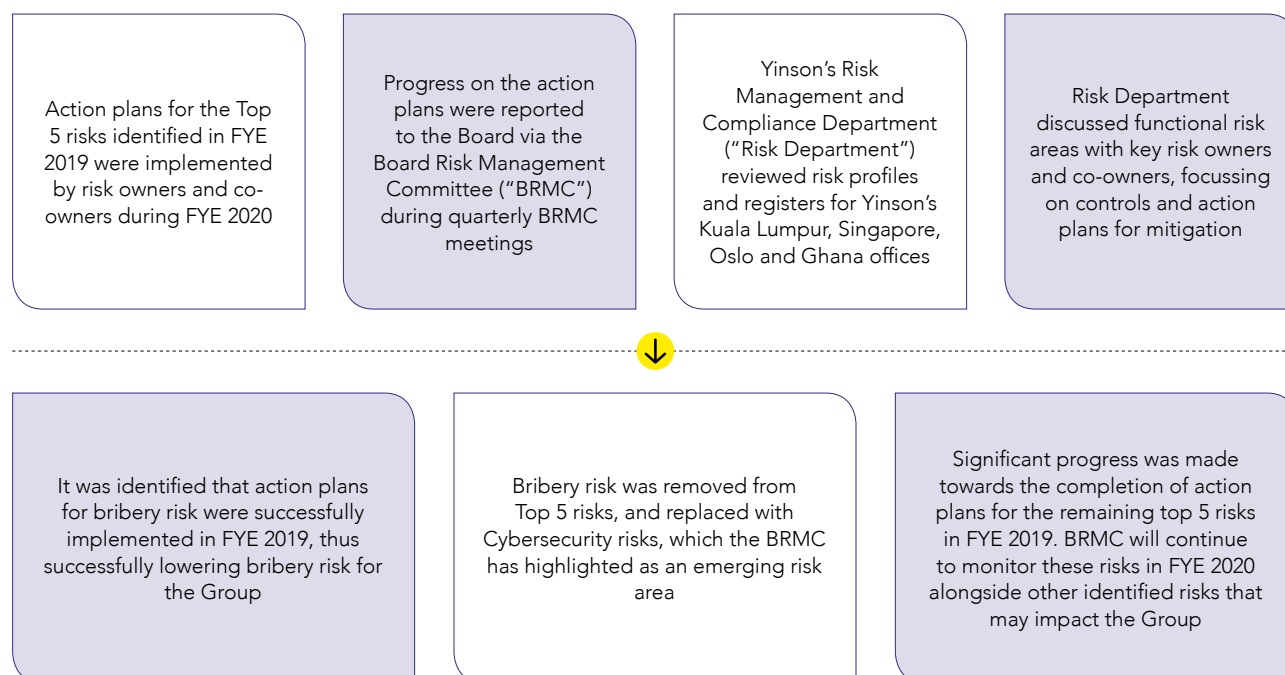 Action plans for the Top
5 risks identified in FYE
2019 were implemented
by risk owners and co-
owners during FYE 2020
Progress on the action
plans were reported
to the Board via the
Board Risk Management
Committee (“BRMC”)
during quarterly BRMC
meetings
Yinson’s Risk
Management and
Compliance Department
(“Risk Department”)
reviewed risk profiles
and registers for Yinson’s
Kuala Lumpur, Singapore,
Oslo and Ghana offices
Risk Department
discussed functional risk
areas with key risk owners
and co-owners, focussing
on controls and action
plans for mitigation
It was identified that action plans
for bribery risk were successfully
implemented in FYE 2019, thus
successfully lowering bribery risk for
the Group
Bribery risk was removed from
Top 5 risks, and replaced with
Cybersecurity risks, which the BRMC
has highlighted as an emerging risk
area
Significant progress was made
towards the completion of action
plans for the remaining top 5 risks
in FYE 2019. BRMC will continue
to monitor these risks in FYE 2020
alongside other identified risks that
may impact the Group